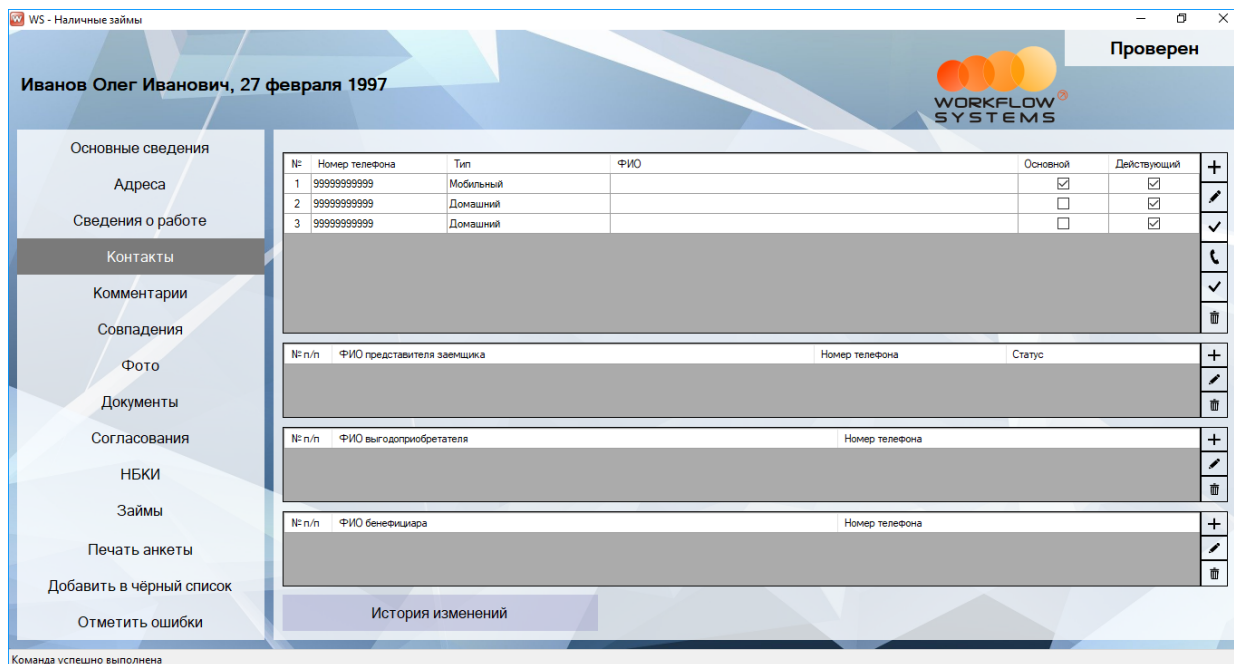 WS - Наличные займы
Проверен
Иванов Олег Иванович, 27 февраля 1997
WORKFLOW
SYSTEMS
Основные сведения
Адреса
Сведения о работе
Контакты
Комментарии
Совпадения
Фото
Документы
Согласования
НБКИ
Займы
Печать анкеты
Добавить в чёрный список
Отметить ошибки
№ Номер телефона Тип ФИО Основной Действующий
1 99999999999 Мобильный
2 99999999999 Домашний
3 99999999999 Домашний
№ п/п ФИО представителя заемщика Номер телефона Статус
№ п/п ФИО выгодоприобретателя Номер телефона
№ п/п ФИО бенефициара Номер телефона
История изменений
Команда успешно выполнена